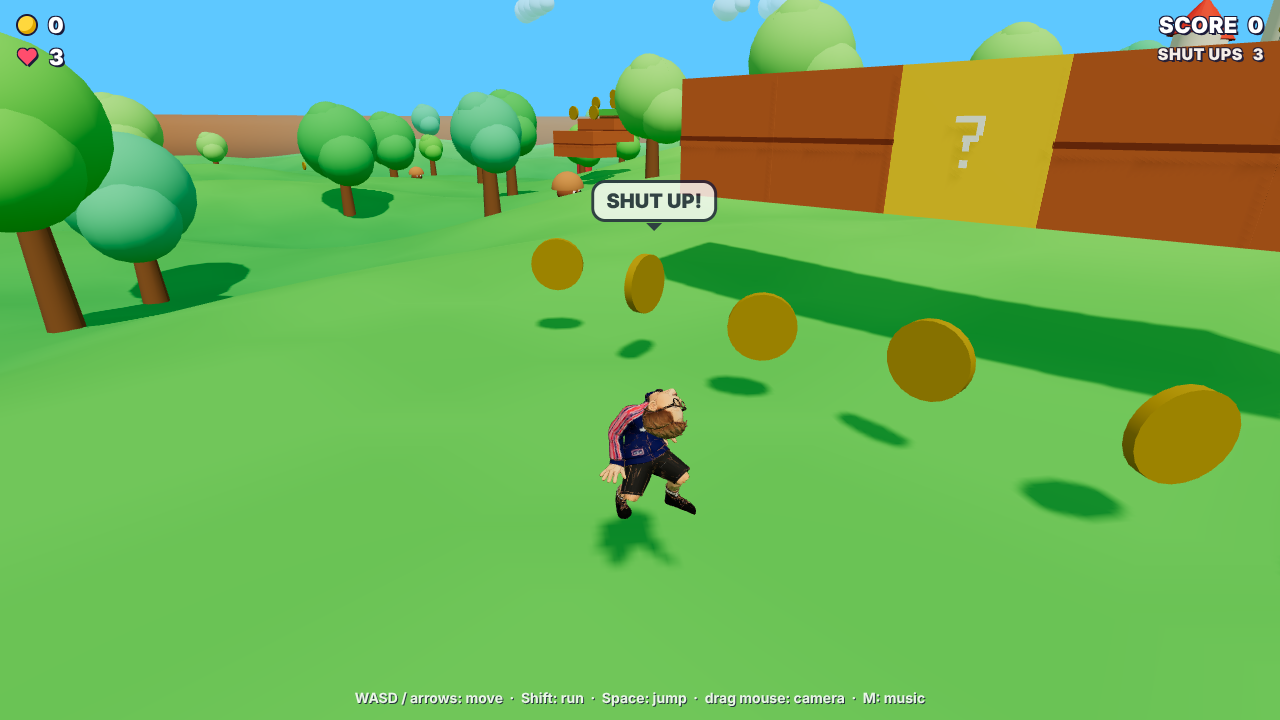 0
3
SCORE 0
SHUT UPS 3
?
SHUT UP!
WASD / arrows: move · Shift: run · Space: jump · drag mouse: camera · M: music